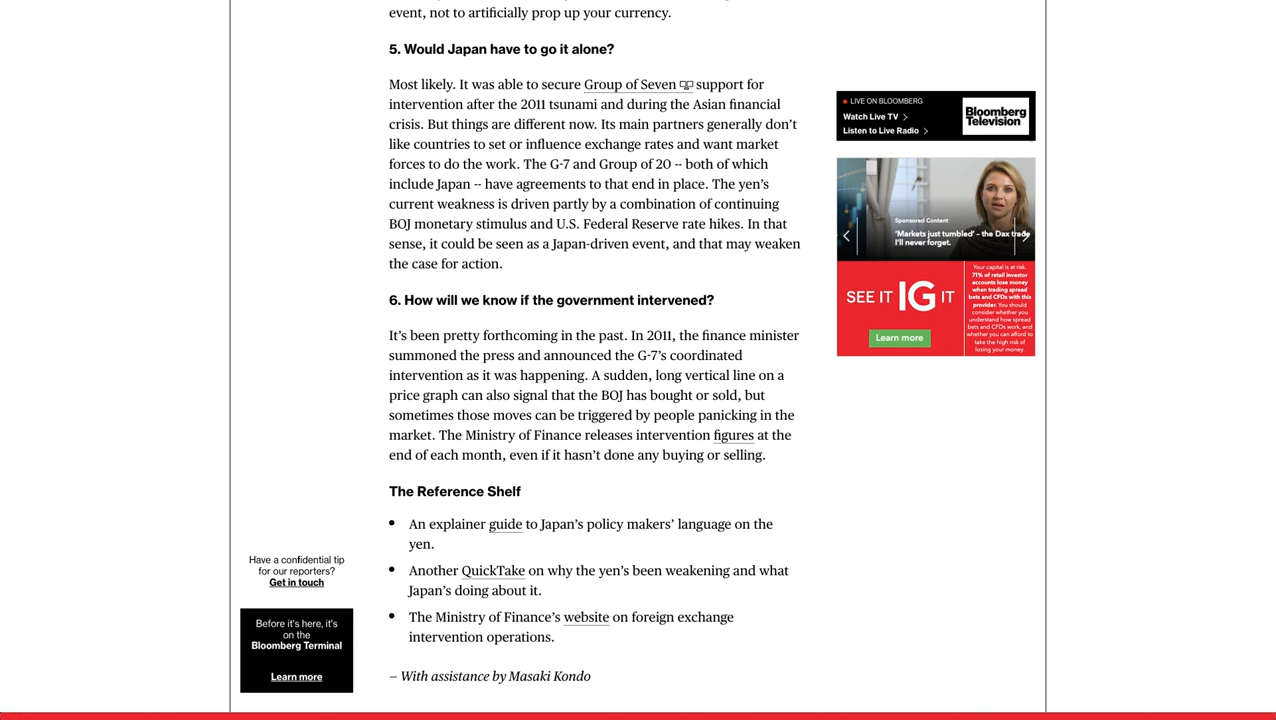 event, not to artificially prop up your currency.
5. Would Japan have to go it alone?
Most likely. It was able to secure Group of Seven support for
intervention after the 2011 tsunami and during the Asian financial
crisis. But things are different now. Its main partners generally don’t
like countries to set or influence exchange rates and want market
forces to do the work. The G-7 and Group of 20 -- both of which
include Japan -- have agreements to that end in place. The yen’s
current weakness is driven partly by a combination of continuing
BOJ monetary stimulus and U.S. Federal Reserve rate hikes. In that
sense, it could be seen as a Japan-driven event, and that may weaken
the case for action.
6. How will we know if the government intervened?
It’s been pretty forthcoming in the past. In 2011, the finance minister
summoned the press and announced the G-7’s coordinated
intervention as it was happening. A sudden, long vertical line on a
price graph can also signal that the BOJ has bought or sold, but
sometimes those moves can be triggered by people panicking in the
market. The Ministry of Finance releases intervention figures at the
end of each month, even if it hasn’t done any buying or selling.
The Reference Shelf
• An explainer guide to Japan’s policy makers’ language on the
yen.
• Another QuickTake on why the yen’s been weakening and what
Japan’s doing about it.
• The Ministry of Finance’s website on foreign exchange
intervention operations.
– With assistance by Masaki Kondo
Have a confidential tip
for our reporters?
Get in touch
Before it's here, it's
on the
Bloomberg Terminal
Learn more
LIVE ON BLOOMBERG
Watch Live TV
Listen to Live Radio
Bloomberg
Television
Sponsored Content
‘Markets just tumbled’ – the Dax trade
I’ll never forget.
SEE IT IG IT
Learn more
Your capital is at risk.
71% of retail investor
accounts lose money
when trading spread
bets and CFDs with this
provider. You should
consider whether you
understand how spread
bets and CFDs work, and
whether you can afford to
take the high risk of
losing your money.